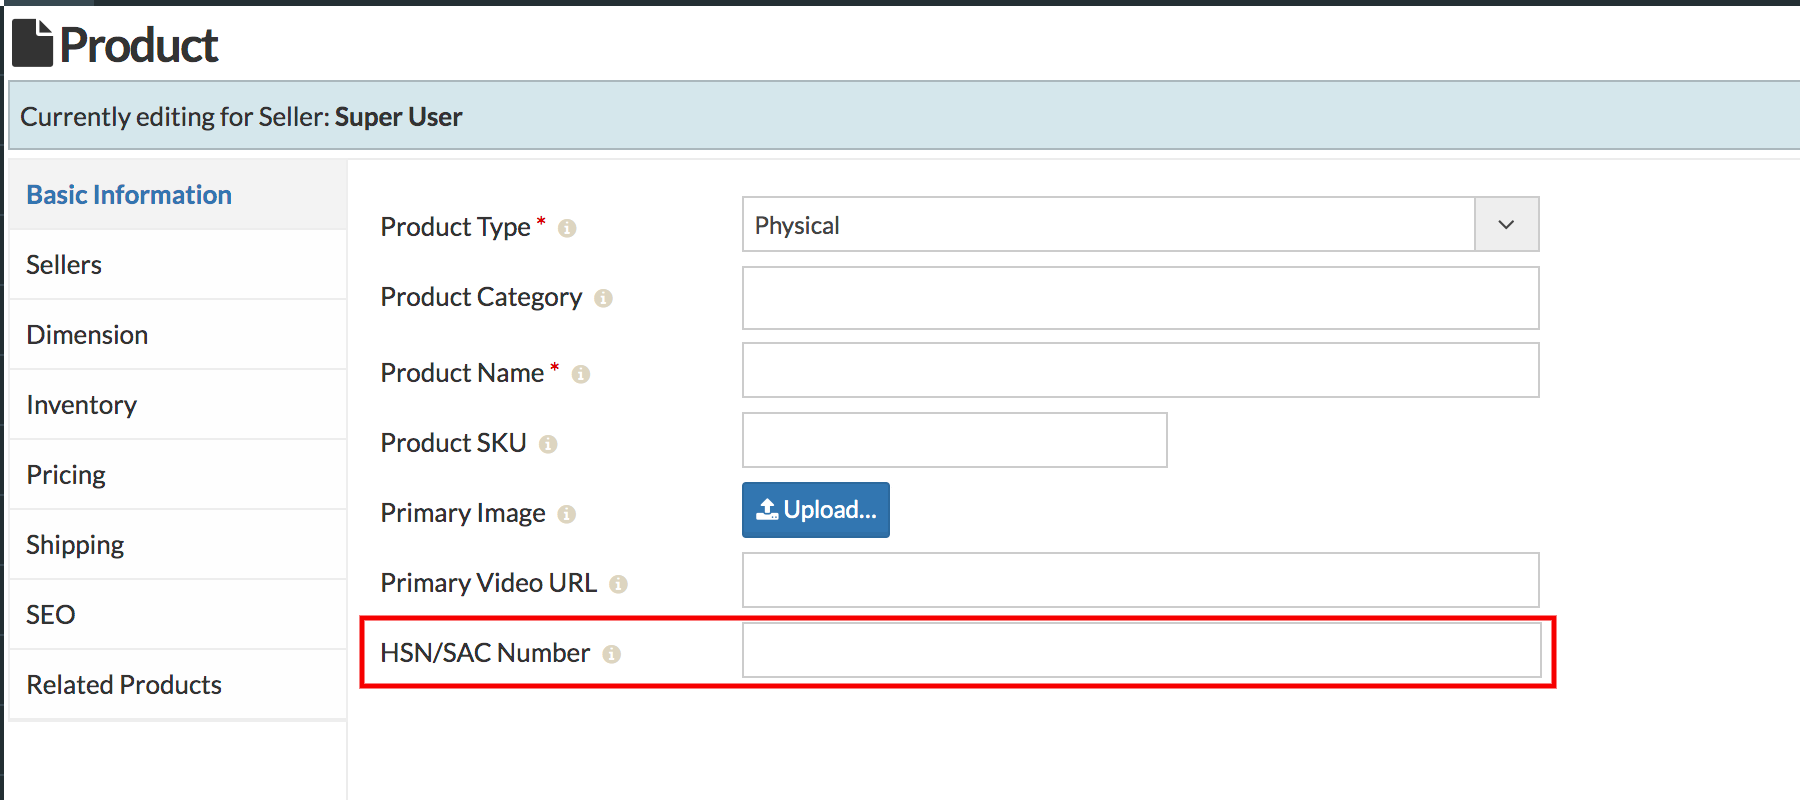 Product
Currently editing for Seller: Super User
Basic Information
Sellers
Dimension
Inventory
Pricing
Shipping
SEO
Related Products
Product Type *
Physical
Product Category
Product Name *
Product SKU
Primary Image
Upload...
Primary Video URL
HSN/SAC Number